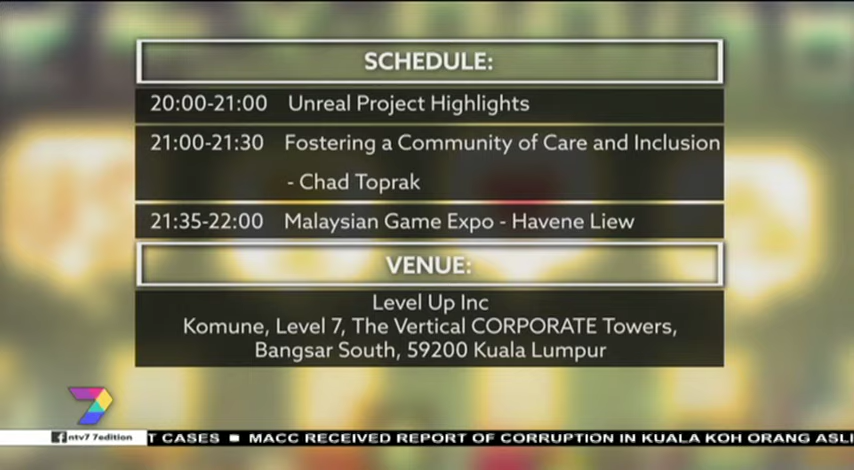 SCHEDULE:
20:00-21:00 Unreal Project Highlights
21:00-21:30 Fostering a Community of Care and Inclusion
- Chad Toprak
21:35-22:00 Malaysian Game Expo - Havene Liew
VENUE:
Level Up Inc
Komune, Level 7, The Vertical CORPORATE Towers,
Bangsar South, 59200 Kuala Lumpur
7
f ntv7 7edition T CASES ■ MACC RECEIVED REPORT OF CORRUPTION IN KUALA KOH ORANG ASLI